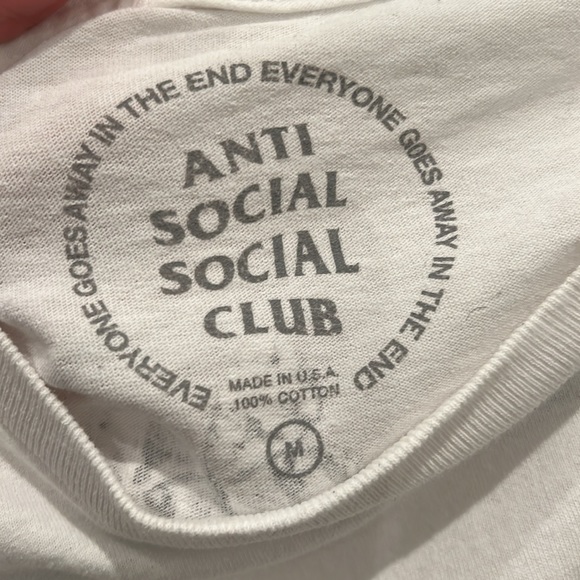 EVERYONE GOES AWAY IN THE END EVERYONE GOES AWAY IN THE END
ANTI
SOCIAL
SOCIAL
CLUB
MADE IN U.S.A.
100% COTTON
M